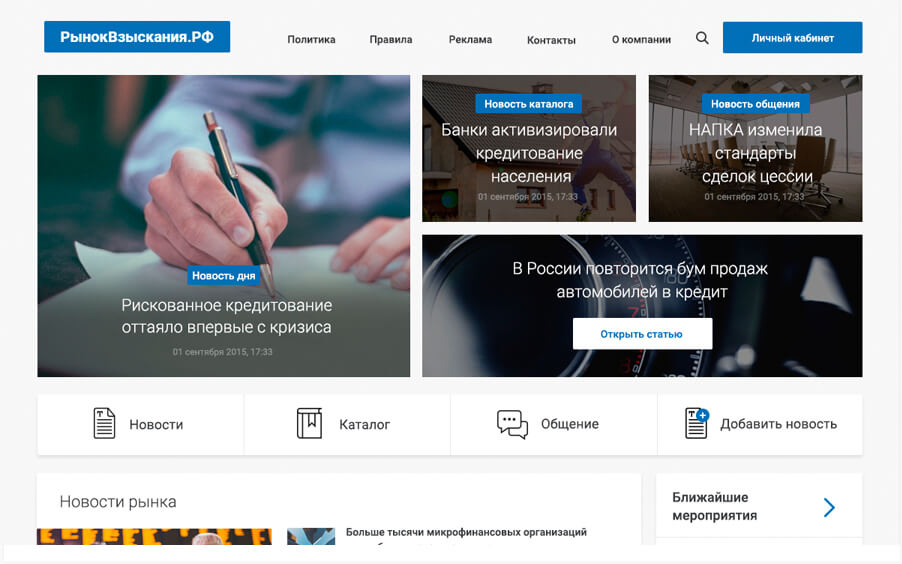 РынокВзыскания.РФ
Политика
Правила
Реклама
Контакты
О компании
Личный кабинет
Новость дня
Рискованное кредитование
оттаяло впервые с кризиса
01 сентября 2015, 17:33
Новость каталога
Банки активизировали
кредитование
населения
01 сентября 2015, 17:33
Новость общения
НАПКА изменила
стандарты
сделок цессии
01 сентября 2015, 17:33
В России повторится бум продаж
автомобилей в кредит
Открыть статью
Новости
Каталог
Общение
Добавить новость
Новости рынка
Больше тысячи микрофинансовых организаций
Ближайшие
мероприятия